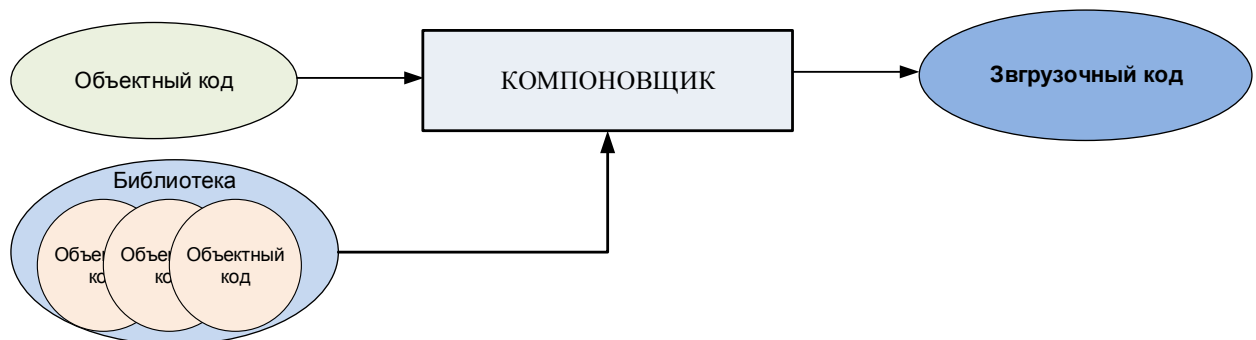 Объектный код
КОМПОНОВЩИК
Звгрузочный код
Библиотека
Объектный
код